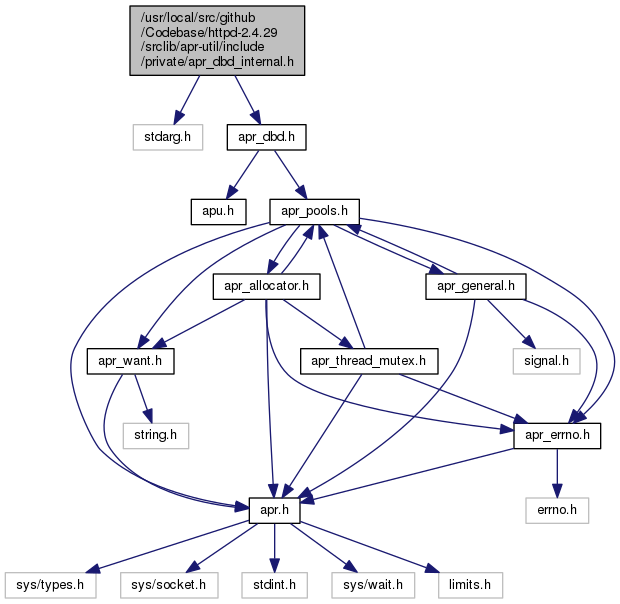 /usr/local/src/github
/Codebase/httpd-2.4.29
/srclib/apr-util/include
/private/apr_dbd_internal.h
stdarg.h
apr_dbd.h
apu.h
apr_pools.h
apr_allocator.h
apr_general.h
apr_want.h
apr_thread_mutex.h
signal.h
string.h
apr_errno.h
apr.h
errno.h
sys/types.h
sys/socket.h
stdint.h
sys/wait.h
limits.h